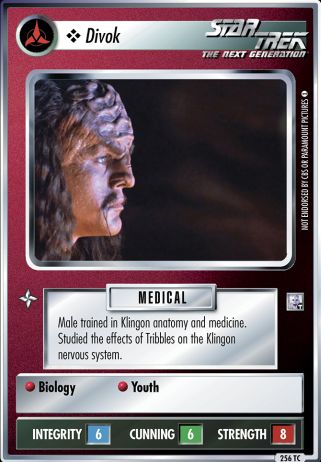 ❖ Divok
STAR TREK
THE NEXT GENERATION
NOT ENDORSED BY CBS OR PARAMOUNT PICTURES
MEDICAL
Male trained in Klingon anatomy and medicine.
Studied the effects of Tribbles on the Klingon
nervous system.
Biology Youth
INTEGRITY 6 CUNNING 6 STRENGTH 8
256 TC